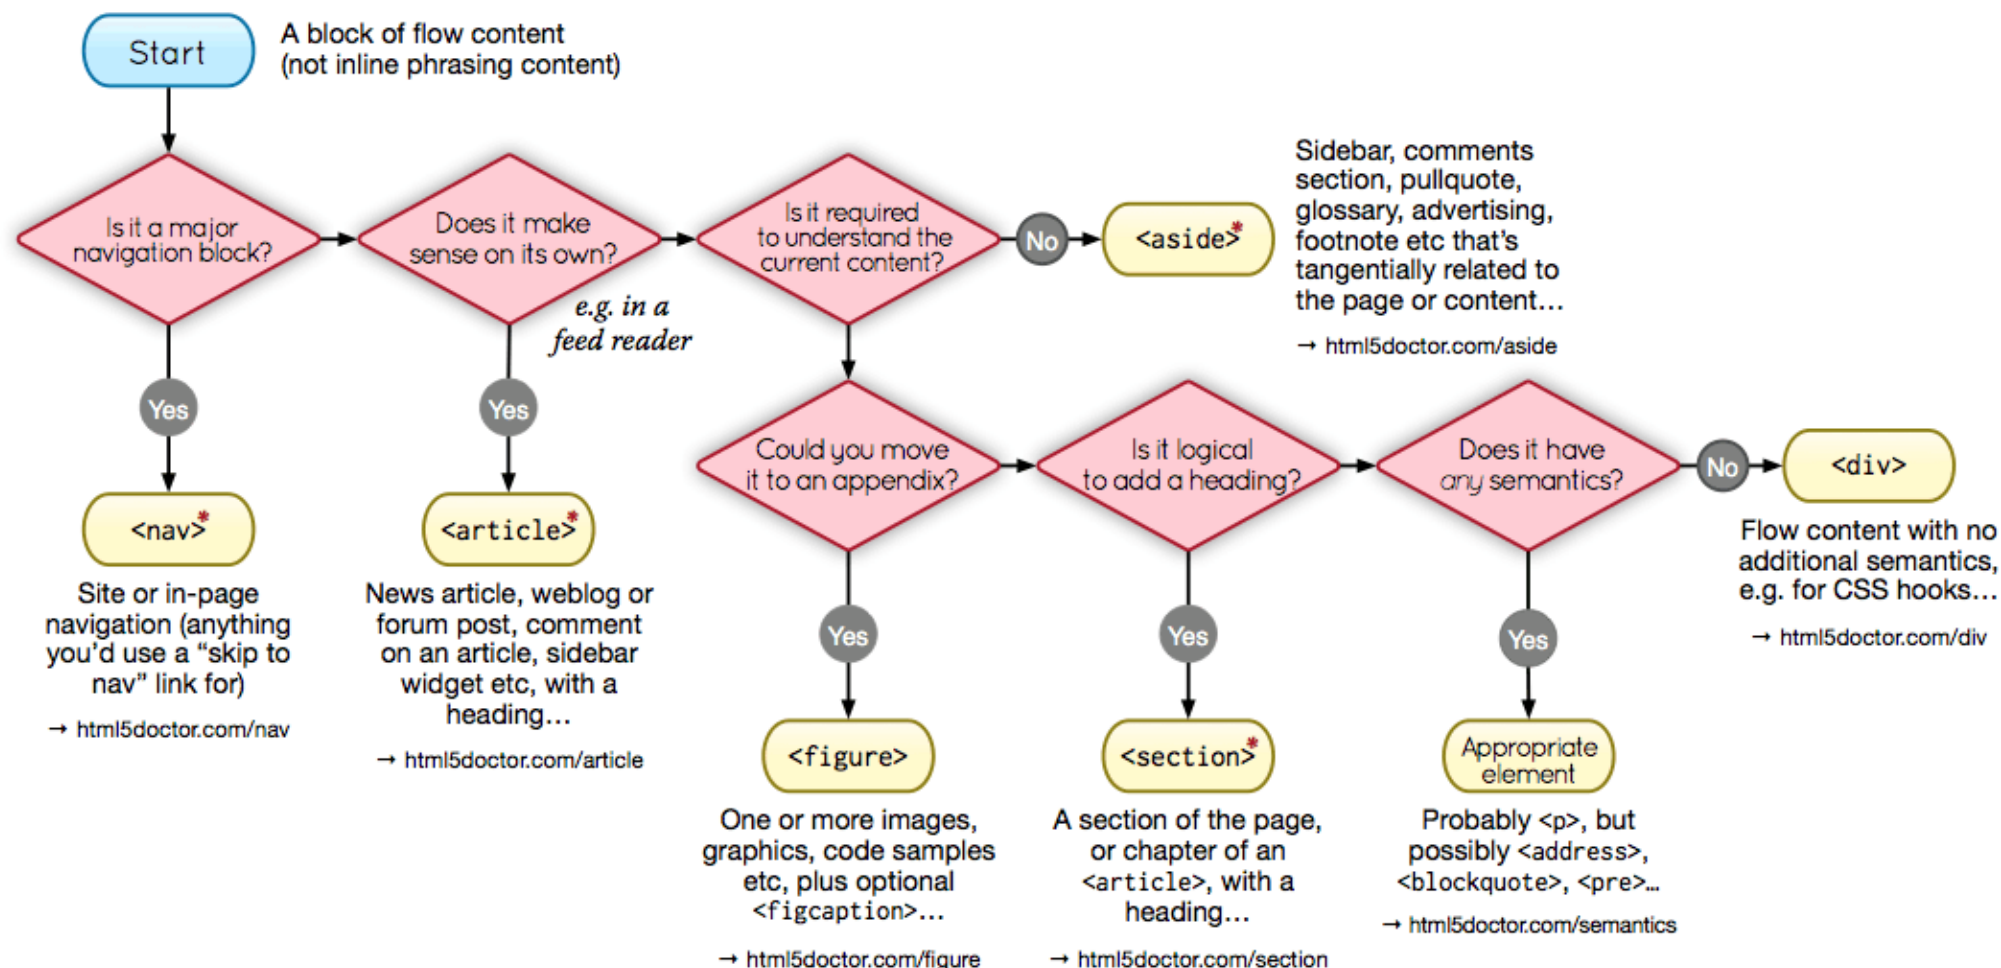 Start
A block of flow content
(not inline phrasing content)
Is it a major
navigation block?
Does it make
sense on its own?
e.g. in a
feed reader
Is it required
to understand the
current content?
No
<aside>*
Sidebar, comments
section, pullquote,
glossary, advertising,
footnote etc that’s
tangentially related to
the page or content…
→ html5doctor.com/aside
Yes
<nav>*
Site or in-page
navigation (anything
you’d use a “skip to
nav” link for)
→ html5doctor.com/nav
Yes
<article>*
News article, weblog or
forum post, comment
on an article, sidebar
widget etc, with a
heading…
→ html5doctor.com/article
Could you move
it to an appendix?
Is it logical
to add a heading?
Does it have
any semantics?
No
<div>
Flow content with no
additional semantics,
e.g. for CSS hooks…
→ html5doctor.com/div
Yes
<figure>
One or more images,
graphics, code samples
etc, plus optional
<figcaption>…
→ html5doctor.com/figure
Yes
<section>*
A section of the page,
or chapter of an
<article>, with a
heading…
→ html5doctor.com/section
Yes
Appropriate
element
Probably <p>, but
possibly <address>,
<blockquote>, <pre>…
→ html5doctor.com/semantics